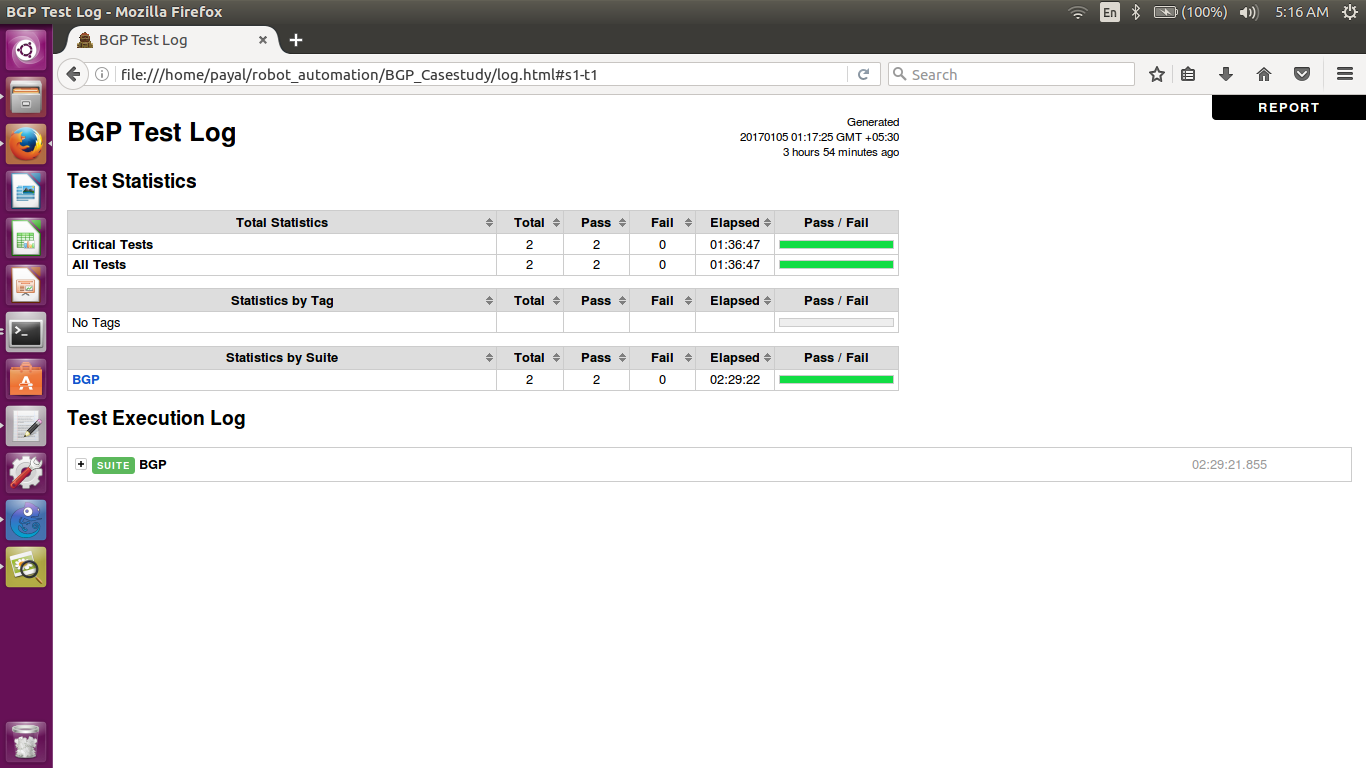 BGP Test Log - Mozilla Firefox
En (100%) 5:16 AM
BGP Test Log
file:///home/payal/robot_automation/BGP_Casestudy/log.html#s1-t1
Search
REPORT
BGP Test Log
Generated
20170105 01:17:25 GMT +05:30
3 hours 54 minutes ago
Test Statistics
Total Statistics Total Pass Fail Elapsed Pass / Fail
Critical Tests 2 2 0 01:36:47
All Tests 2 2 0 01:36:47
Statistics by Tag Total Pass Fail Elapsed Pass / Fail
No Tags
Statistics by Suite Total Pass Fail Elapsed Pass / Fail
BGP 2 2 0 02:29:22
Test Execution Log
SUITE BGP 02:29:21.855